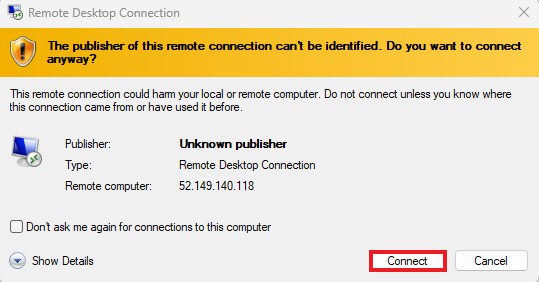 Remote Desktop Connection
The publisher of this remote connection can't be identified. Do you want to connect
anyway?
This remote connection could harm your local or remote computer. Do not connect unless you know where
this connection came from or have used it before.
Publisher: Unknown publisher
Type: Remote Desktop Connection
Remote computer: 52.149.140.118
Don't ask me again for connections to this computer
Show Details Connect Cancel